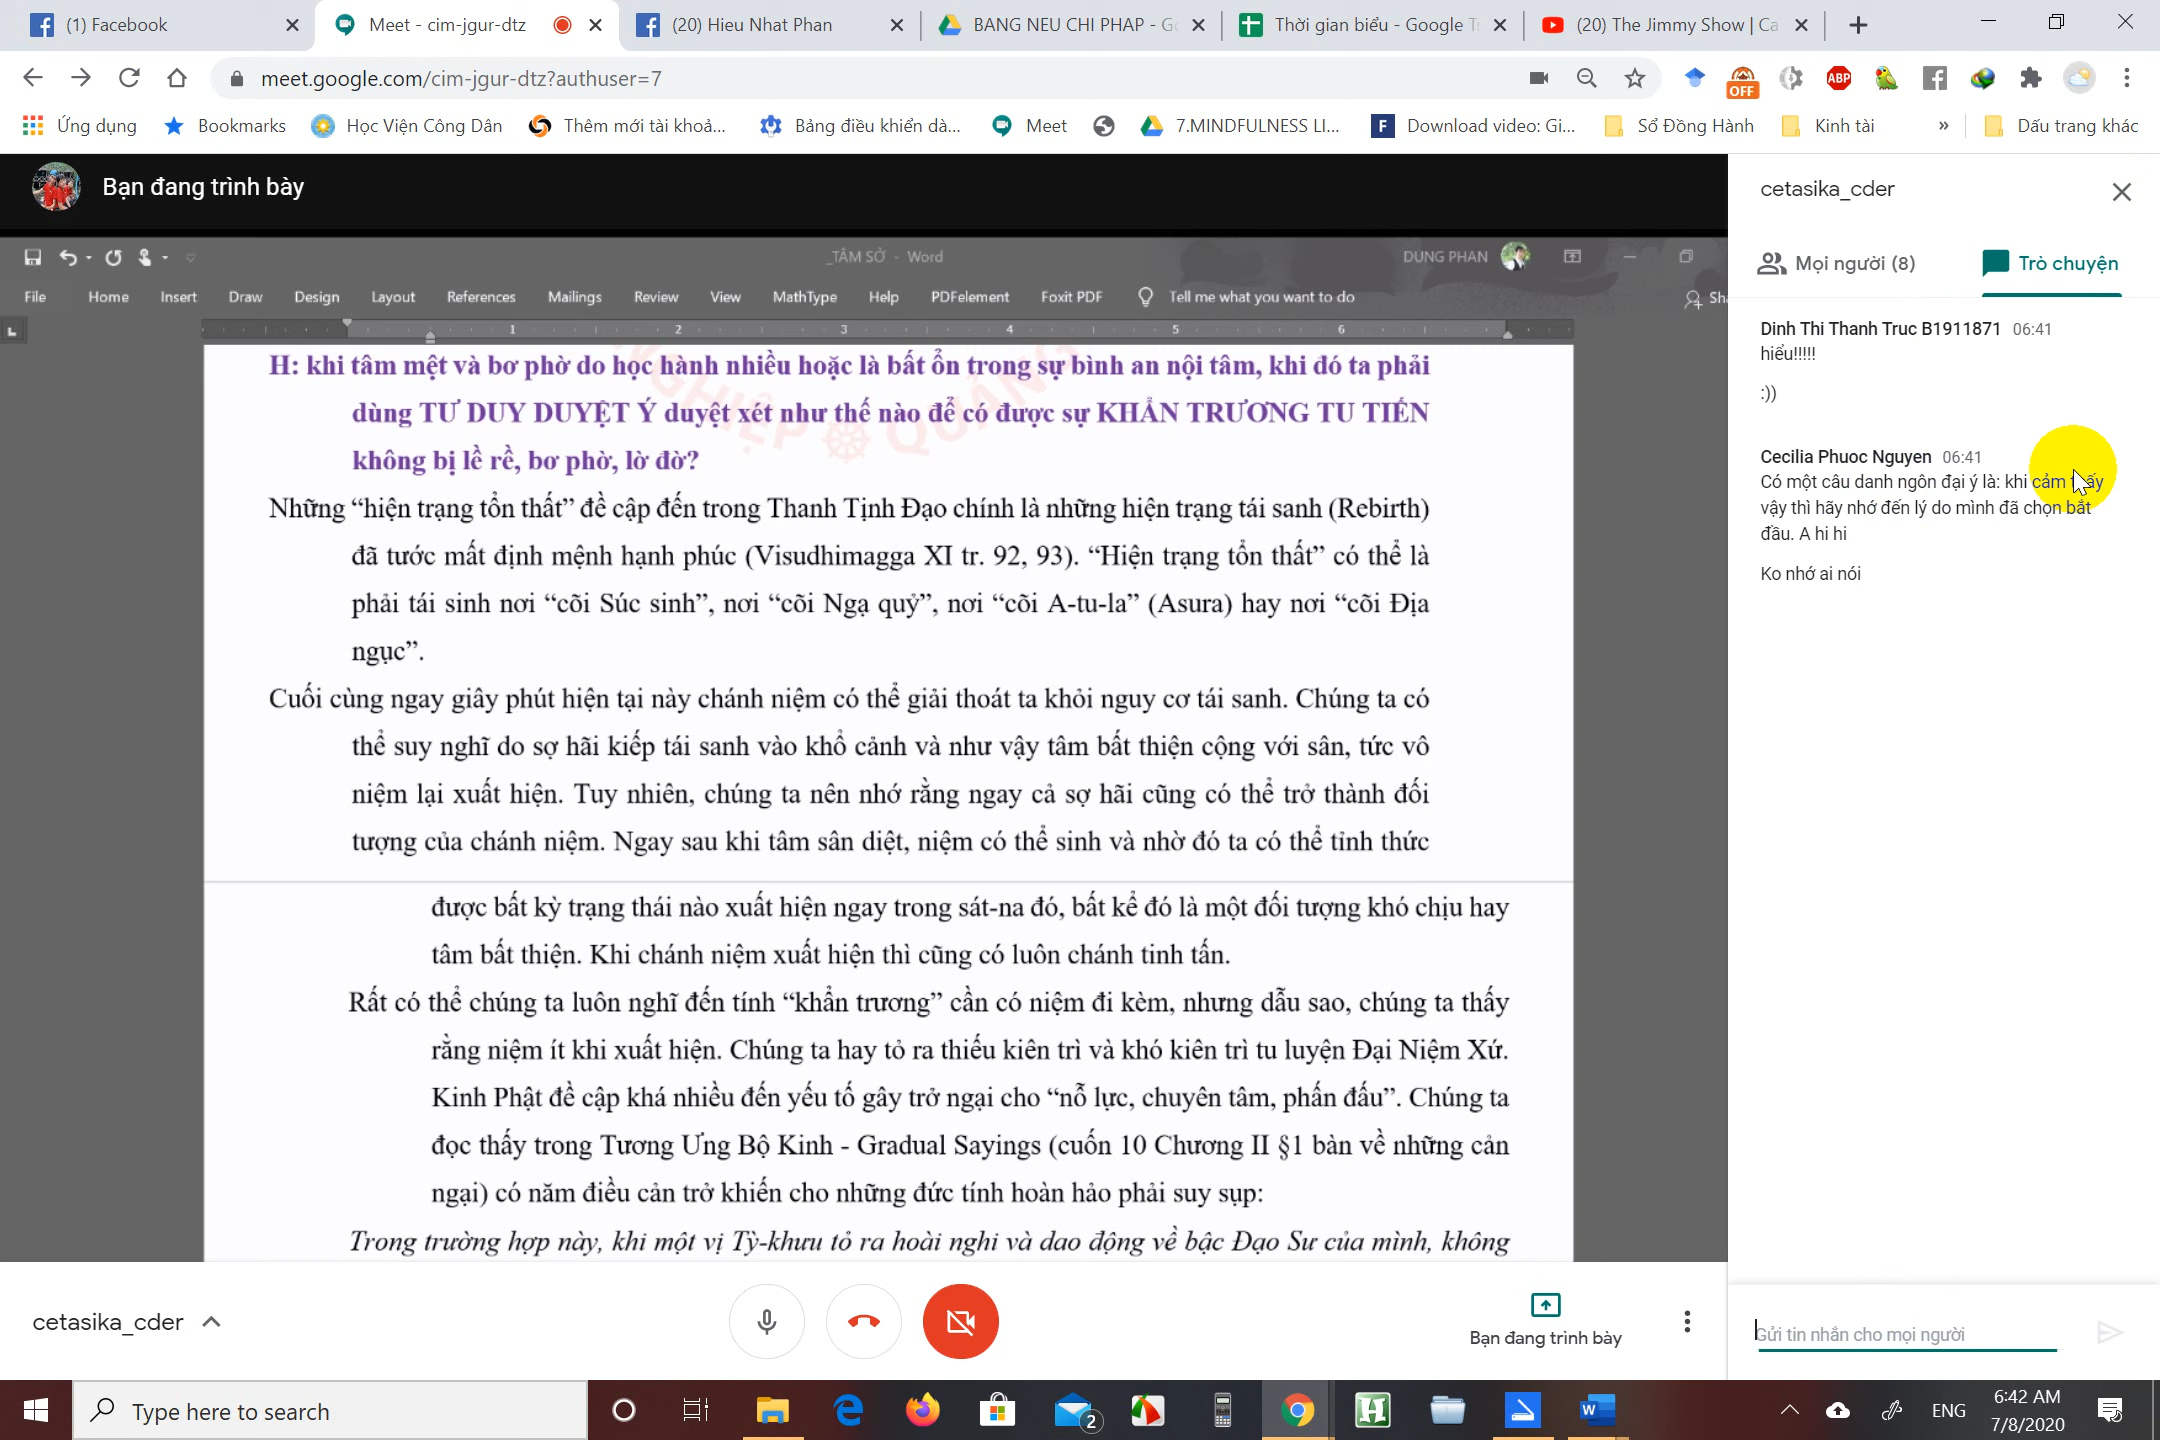 (1) Facebook
Meet - cim-jgur-dtz
(20) Hieu Nhat Phan
BANG NEU CHI PHAP - Go
Thời gian biểu - Google Tr
(20) The Jimmy Show | Ca
meet.google.com/cim-jgur-dtz?authuser=7
OFF
ABP
Ứng dụng
Bookmarks
Học Viện Công Dân
Thêm mới tài khoả...
Bảng điều khiển dà...
Meet
7.MINDFULNESS LI...
Download video: Gi...
Sổ Đồng Hành
Kinh tài
»
Dấu trang khác
Bạn đang trình bày
_TÂM SỞ - Word
DUNG PHAN
File Home Insert Draw Design Layout References Mailings Review View MathType Help PDFelement Foxit PDF Tell me what you want to do
1 2 3 4 5 6
H: khi tâm mệt và bơ phờ do học hành nhiều hoặc là bất ổn trong sự bình an nội tâm, khi đó ta phải
dùng TƯ DUY DUYỆT Ý duyệt xét như thế nào để có được sự KHẨN TRƯƠNG TU TIẾN
không bị lề rề, bơ phờ, lờ đờ?
Những “hiện trạng tổn thất” đề cập đến trong Thanh Tịnh Đạo chính là những hiện trạng tái sanh (Rebirth)
đã tước mất định mệnh hạnh phúc (Visudhimagga XI tr. 92, 93). “Hiện trạng tổn thất” có thể là
phải tái sinh nơi “cõi Súc sinh”, nơi “cõi Ngạ quỷ”, nơi “cõi A-tu-la” (Asura) hay nơi “cõi Địa
ngục”.
Cuối cùng ngay giây phút hiện tại này chánh niệm có thể giải thoát ta khỏi nguy cơ tái sanh. Chúng ta có
thể suy nghĩ do sợ hãi kiếp tái sanh vào khổ cảnh và như vậy tâm bất thiện cộng với sân, tức vô
niệm lại xuất hiện. Tuy nhiên, chúng ta nên nhớ rằng ngay cả sợ hãi cũng có thể trở thành đối
tượng của chánh niệm. Ngay sau khi tâm sân diệt, niệm có thể sinh và nhờ đó ta có thể tỉnh thức
được bất kỳ trạng thái nào xuất hiện ngay trong sát-na đó, bất kể đó là một đối tượng khó chịu hay
tâm bất thiện. Khi chánh niệm xuất hiện thì cũng có luôn chánh tinh tấn.
Rất có thể chúng ta luôn nghĩ đến tính “khẩn trương” cần có niệm đi kèm, nhưng dẫu sao, chúng ta thấy
rằng niệm ít khi xuất hiện. Chúng ta hay tỏ ra thiếu kiên trì và khó kiên trì tu luyện Đại Niệm Xứ.
Kinh Phật đề cập khá nhiều đến yếu tố gây trở ngại cho “nỗ lực, chuyên tâm, phấn đấu”. Chúng ta
đọc thấy trong Tương Ưng Bộ Kinh - Gradual Sayings (cuốn 10 Chương II §1 bàn về những cản
ngại) có năm điều cản trở khiến cho những đức tính hoàn hảo phải suy sụp:
Trong trường hợp này, khi một vị Tỳ-khưu tỏ ra hoài nghi và dao động về bậc Đạo Sư của mình, không
cetasika_cder
Mọi người (8)
Trò chuyện
Dinh Thi Thanh Truc B1911871 06:41
hiểu!!!!!
:))
Cecilia Phuoc Nguyen 06:41
Có một câu danh ngôn đại ý là: khi cảm thấy
vậy thì hãy nhớ đến lý do mình đã chọn bắt
đầu. A hi hi
Ko nhớ ai nói
cetasika_cder
Bạn đang trình bày
Gửi tin nhắn cho mọi người
Type here to search
2
ENG
6:42 AM
7/8/2020